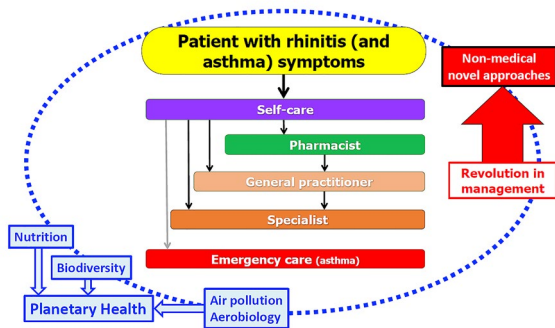 Patient with rhinitis (and
asthma) symptoms
Non-medical
novel approaches
Self-care
Pharmacist
General practitioner
Revolution in
management
Specialist
Nutrition
Biodiversity
Emergency care (asthma)
Planetary Health
Air pollution
Aerobiology